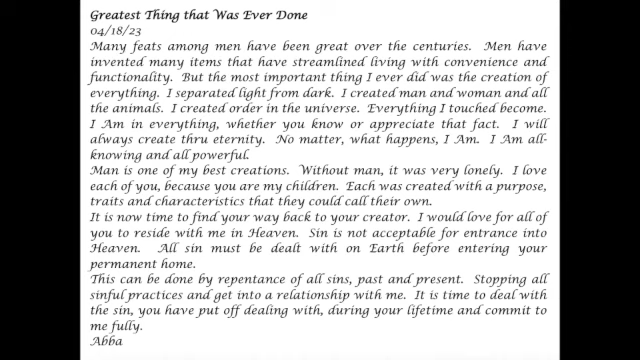 Greatest Thing that Was Ever Done
04/18/23
Many feats among men have been great over the centuries. Men have
invented many items that have streamlined living with convenience and
functionality. But the most important thing I ever did was the creation of
everything. I separated light from dark. I created man and woman and all
the animals. I created order in the universe. Everything I touched become.
I Am in everything, whether you know or appreciate that fact. I will
always create thru eternity. No matter, what happens, I Am. I Am all-
knowing and all powerful.
Man is one of my best creations. Without man, it was very lonely. I love
each of you, because you are my children. Each was created with a purpose,
traits and characteristics that they could call their own.
It is now time to find your way back to your creator. I would love for all of
you to reside with me in Heaven. Sin is not acceptable for entrance into
Heaven. All sin must be dealt with on Earth before entering your
permanent home.
This can be done by repentance of all sins, past and present. Stopping all
sinful practices and get into a relationship with me. It is time to deal with
the sin, you have put off dealing with, during your lifetime and commit to
me fully.
Abba